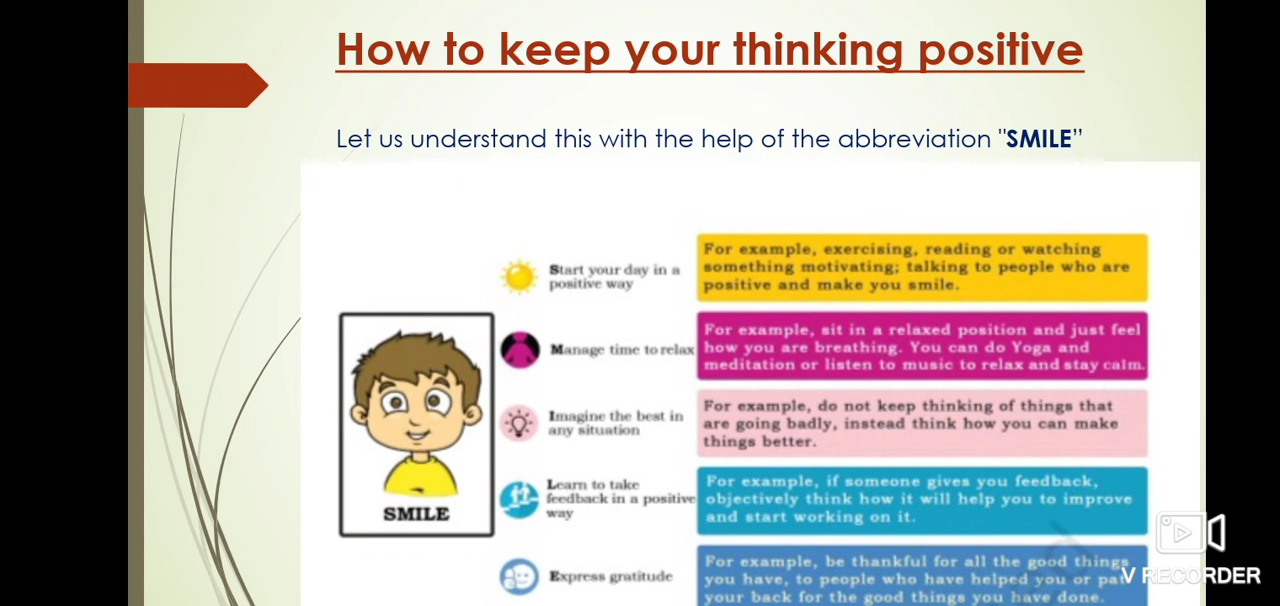 How to keep your thinking positive
Let us understand this with the help of the abbreviation "SMILE”
Start your day in a
positive way
For example, exercising, reading or watching
something motivating; talking to people who are
positive and make you smile.
Manage time to relax
For example, sit in a relaxed position and just feel
how you are breathing. You can do Yoga and
meditation or listen to music to relax and stay calm.
Imagine the best in
any situation
For example, do not keep thinking of things that
are going badly, instead think how you can make
things better.
Learn to take
feedback in a positive
way
For example, if someone gives you feedback,
objectively think how it will help you to improve
and start working on it.
SMILE
Express gratitude
For example, be thankful for all the good things
you have, to people who have helped you or pat
your back for the good things you have done.
V RECORDER